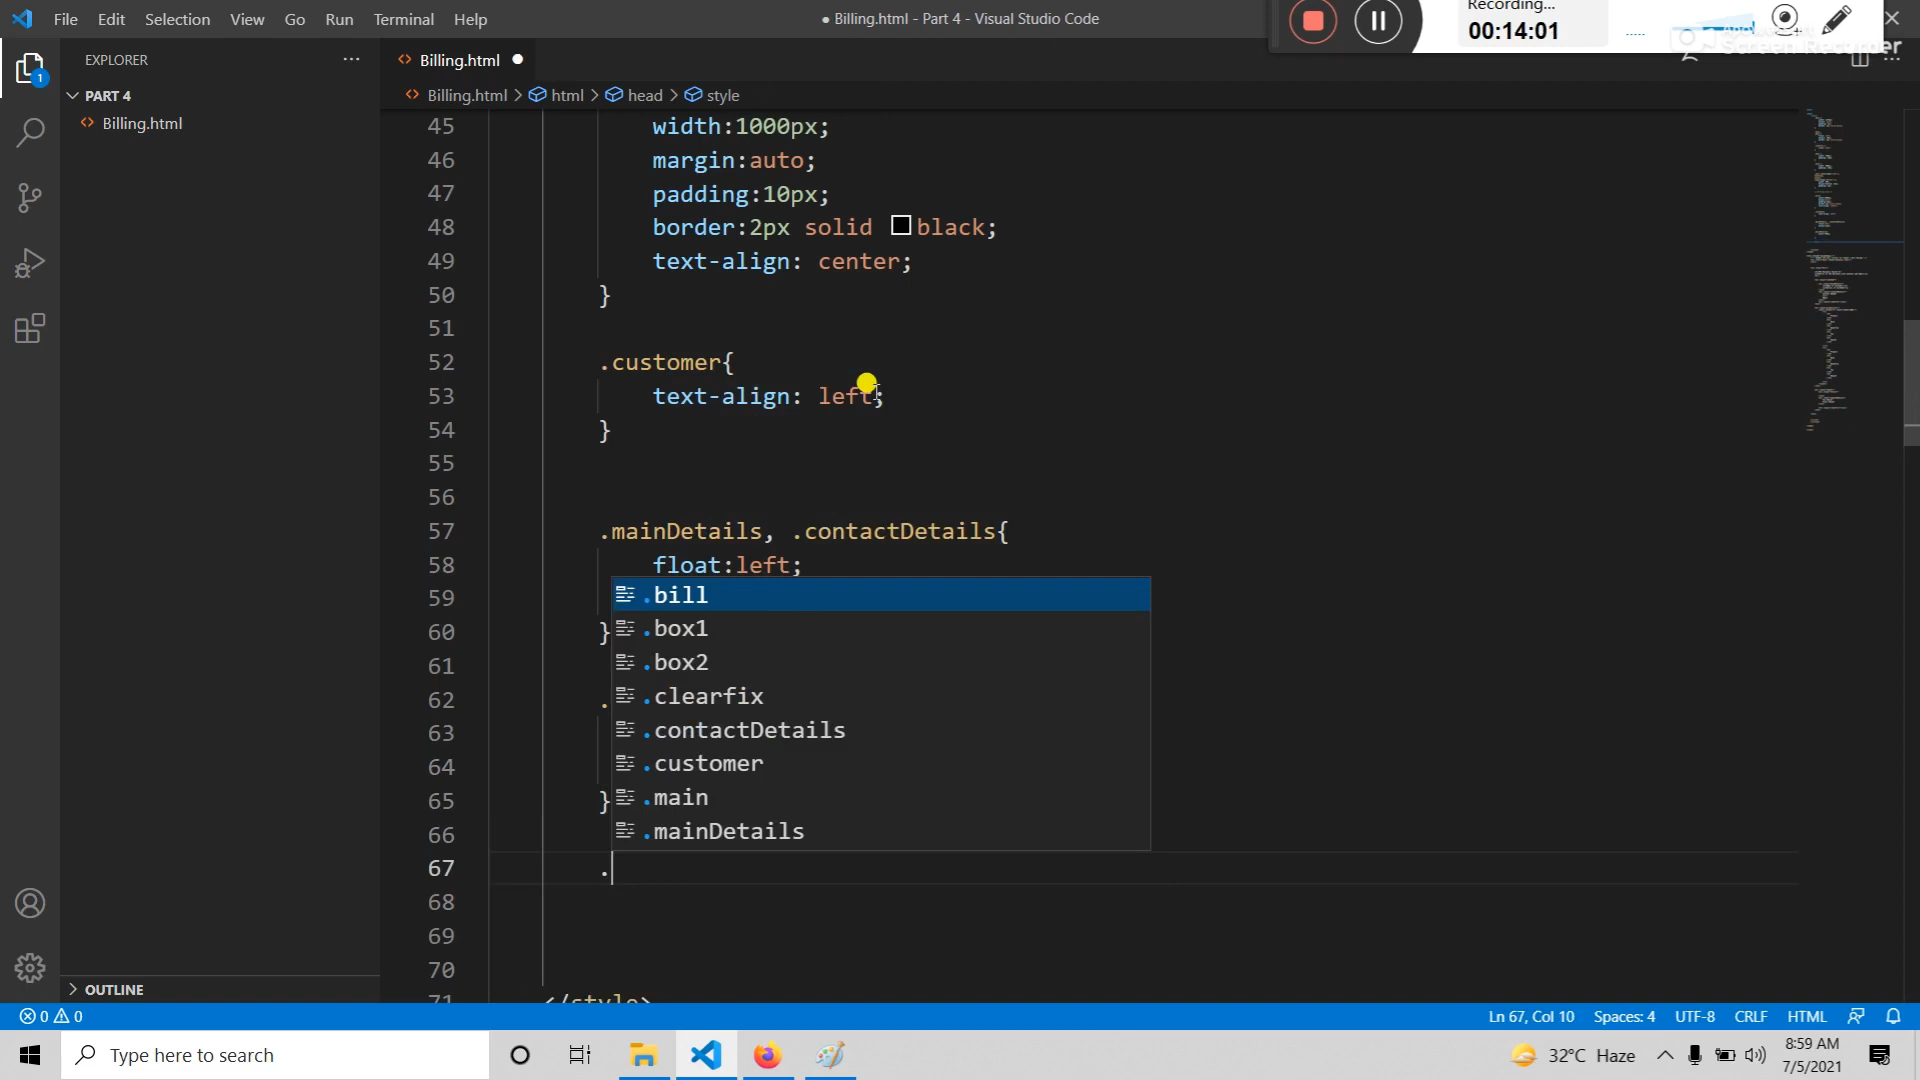 File Edit Selection View Go Run Terminal Help
● Billing.html - Part 4 - Visual Studio Code
Recording...
00:14:01
Screen Recorder
EXPLORER
1
PART 4
Billing.html
Billing.html
Billing.html > html > head > style
45 width:1000px;
46 margin:auto;
47 padding:10px;
48 border:2px solid black;
49 text-align: center;
50 }
51
52 .customer{
53 text-align: left;
54 }
55
56
57 .mainDetails, .contactDetails{
58 float:left;
59
60 }
61
62 .
63
64
65 }
66
67 .
68
69
70
71 </style>
.bill
.box1
.box2
.clearfix
.contactDetails
.customer
.main
.mainDetails
OUTLINE
0 0
Ln 67, Col 10 Spaces: 4 UTF-8 CRLF HTML
Type here to search
32°C Haze
8:59 AM
7/5/2021